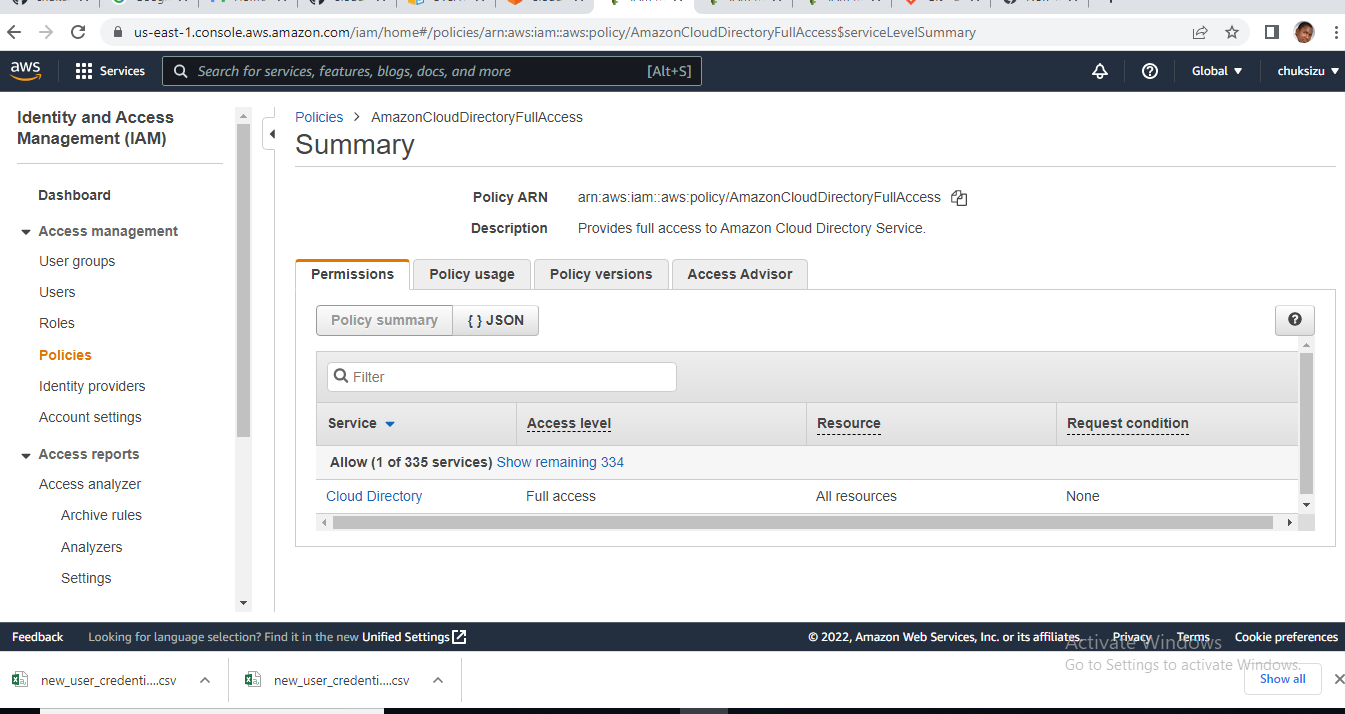 us-east-1.console.aws.amazon.com/iam/home#/policies/arn:aws:iam::aws:policy/AmazonCloudDirectoryFullAccess$serviceLevelSummary
aws
Services
Search for services, features, blogs, docs, and more
[Alt+S]
Global
chuksizu
Identity and Access
Management (IAM)
Dashboard
Access management
User groups
Users
Roles
Policies
Identity providers
Account settings
Access reports
Access analyzer
Archive rules
Analyzers
Settings
Policies > AmazonCloudDirectoryFullAccess
Summary
Policy ARN arn:aws:iam::aws:policy/AmazonCloudDirectoryFullAccess
Description Provides full access to Amazon Cloud Directory Service.
Permissions Policy usage Policy versions Access Advisor
Policy summary { } JSON
Filter
Service Access level Resource Request condition
Allow (1 of 335 services) Show remaining 334
Cloud Directory Full access All resources None
Feedback Looking for language selection? Find it in the new Unified Settings
© 2022, Amazon Web Services, Inc. or its affiliates. Privacy Terms Cookie preferences
Activate Windows
Go to Settings to activate Windows.
new_user_credenti....csv new_user_credenti....csv Show all